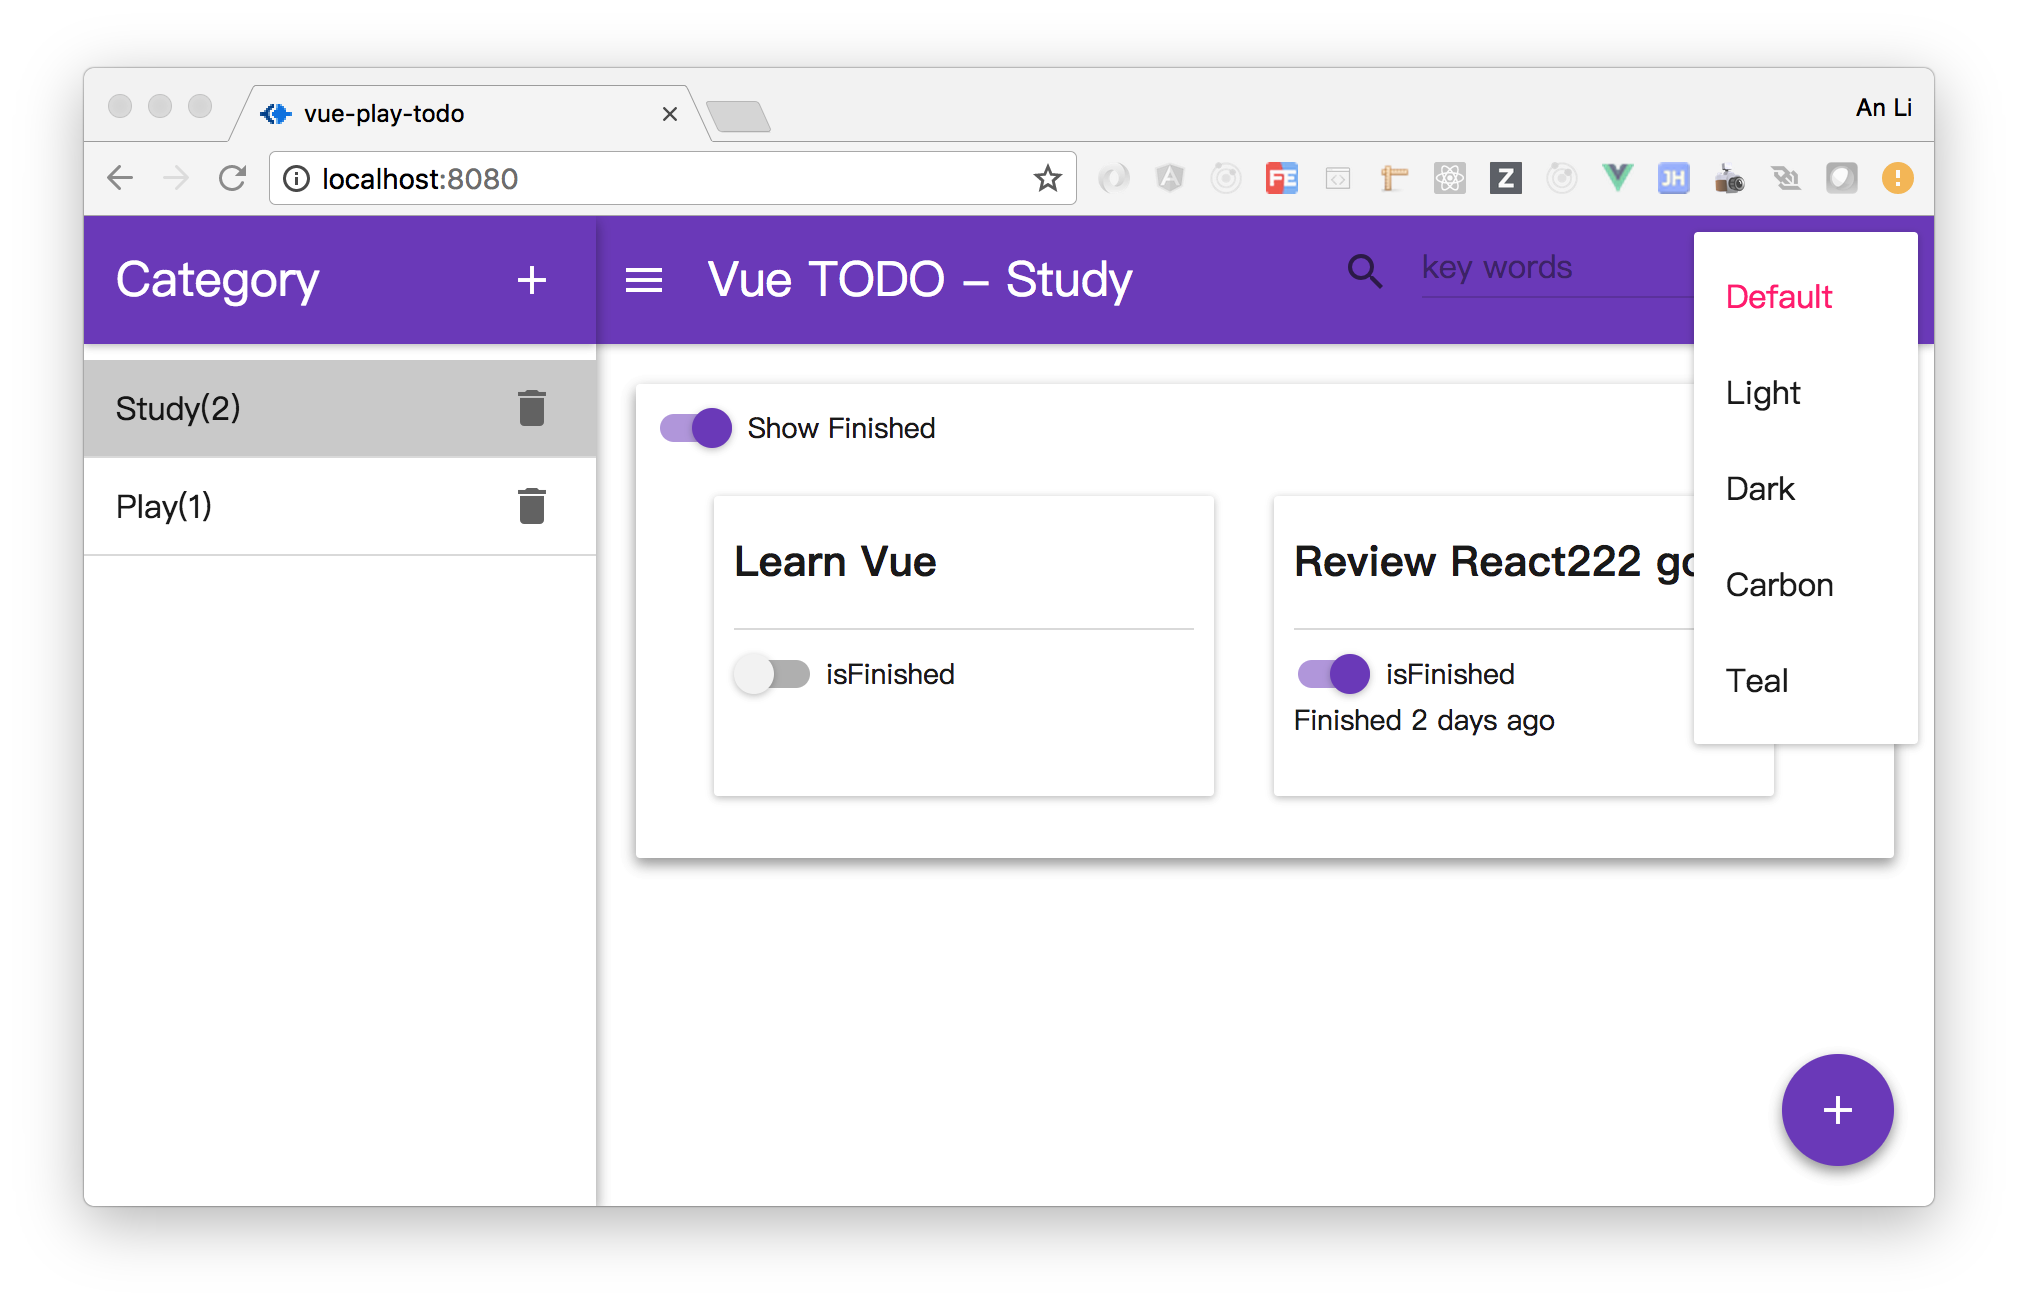 vue-play-todo
An Li
localhost:8080
FE
Z
JH
Category
Vue TODO – Study
key words
Default
Light
Dark
Carbon
Teal
Study(2)
Play(1)
Show Finished
Learn Vue
isFinished
Review React222
isFinished
Finished 2 days ago